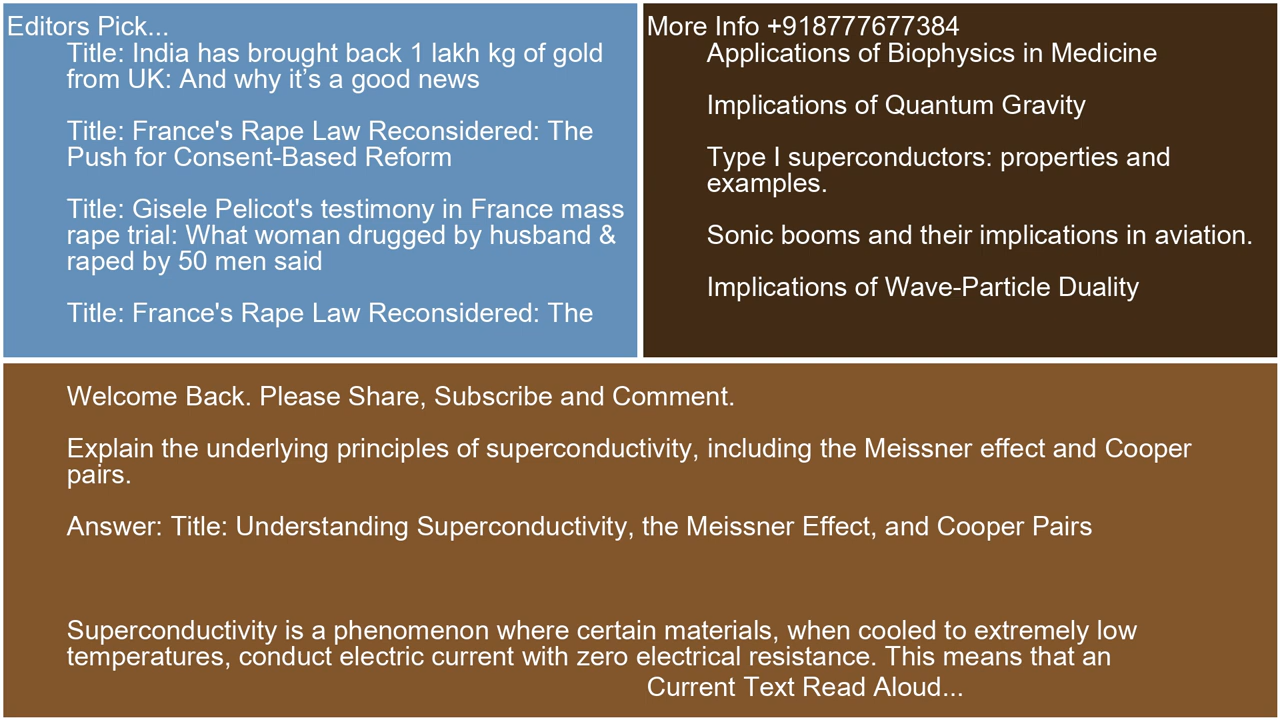 Editors Pick...
Title: India has brought back 1 lakh kg of gold
from UK: And why it’s a good news
Title: France's Rape Law Reconsidered: The
Push for Consent-Based Reform
Title: Gisele Pelicot's testimony in France mass
rape trial: What woman drugged by husband &
raped by 50 men said
Title: France's Rape Law Reconsidered: The
More Info +918777677384
Applications of Biophysics in Medicine
Implications of Quantum Gravity
Type I superconductors: properties and
examples.
Sonic booms and their implications in aviation.
Implications of Wave-Particle Duality
Welcome Back. Please Share, Subscribe and Comment.
Explain the underlying principles of superconductivity, including the Meissner effect and Cooper
pairs.
Answer: Title: Understanding Superconductivity, the Meissner Effect, and Cooper Pairs
Superconductivity is a phenomenon where certain materials, when cooled to extremely low
temperatures, conduct electric current with zero electrical resistance. This means that an
Current Text Read Aloud...